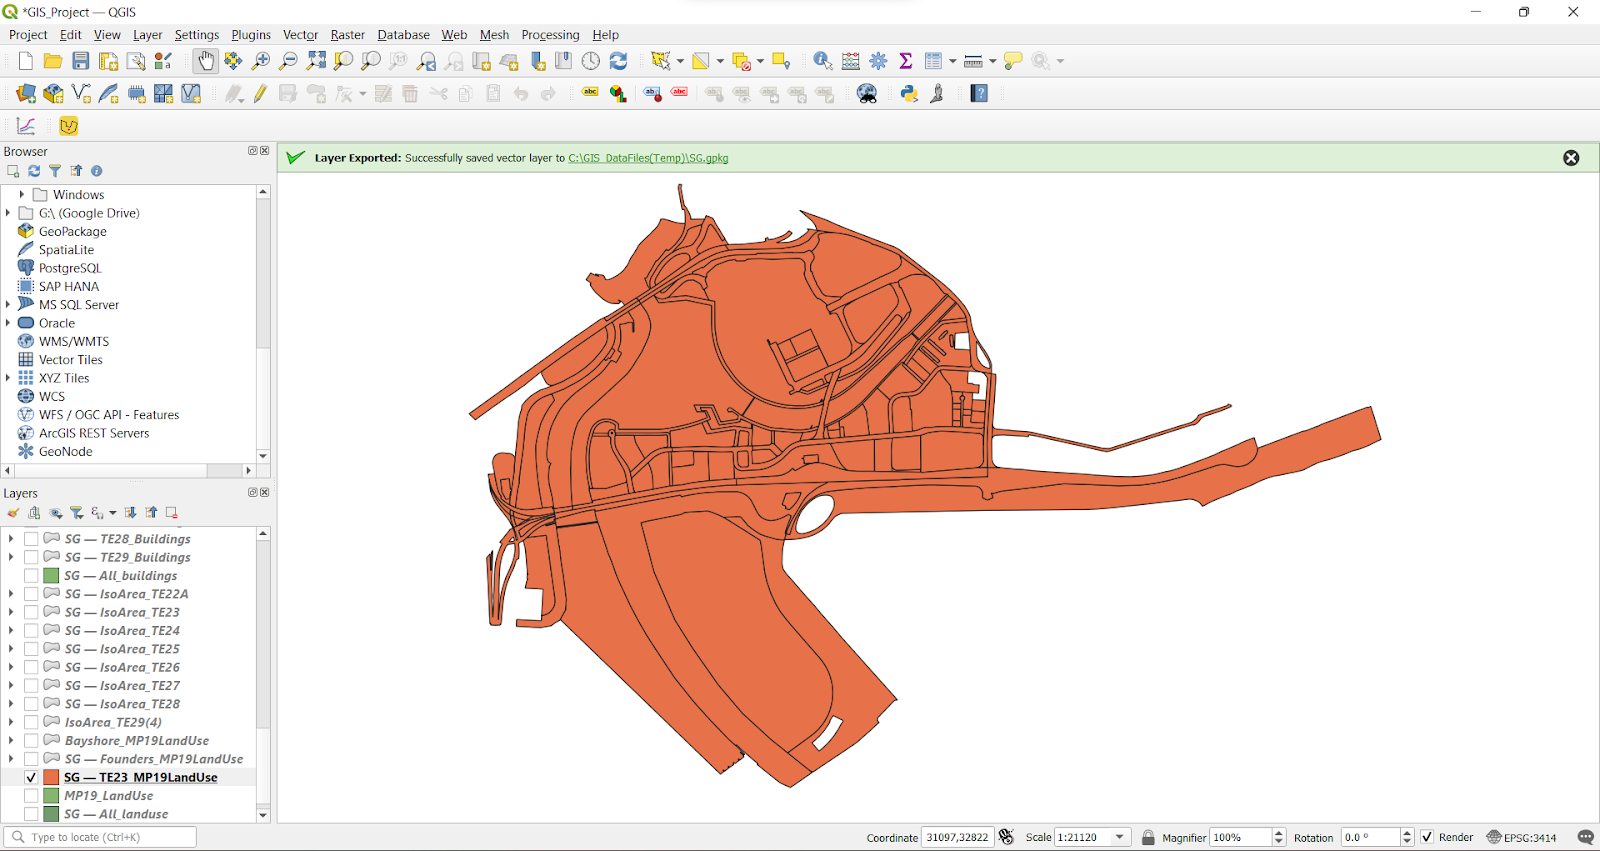 *GIS_Project — QGIS
Project Edit View Layer Settings Plugins Vector Raster Database Web Mesh Processing Help
abc abc
Browser
Layer Exported: Successfully saved vector layer to C:\GIS_DataFiles(Temp)\SG.gpkg
Windows
G:\ (Google Drive)
GeoPackage
SpatiaLite
PostgreSQL
SAP HANA
MS SQL Server
Oracle
WMS/WMTS
Vector Tiles
XYZ Tiles
WCS
WFS / OGC API - Features
ArcGIS REST Servers
GeoNode
Layers
SG — TE28_Buildings
SG — TE29_Buildings
SG — All_buildings
SG — IsoArea_TE22A
SG — IsoArea_TE23
SG — IsoArea_TE24
SG — IsoArea_TE25
SG — IsoArea_TE26
SG — IsoArea_TE27
SG — IsoArea_TE28
IsoArea_TE29(4)
Bayshore_MP19LandUse
SG — Founders_MP19LandUse
SG — TE23_MP19LandUse
MP19_LandUse
SG — All_landuse
Type to locate (Ctrl+K)
Coordinate 31097,32822 Scale 1:21120 Magnifier 100% Rotation 0.0 ° Render EPSG:3414